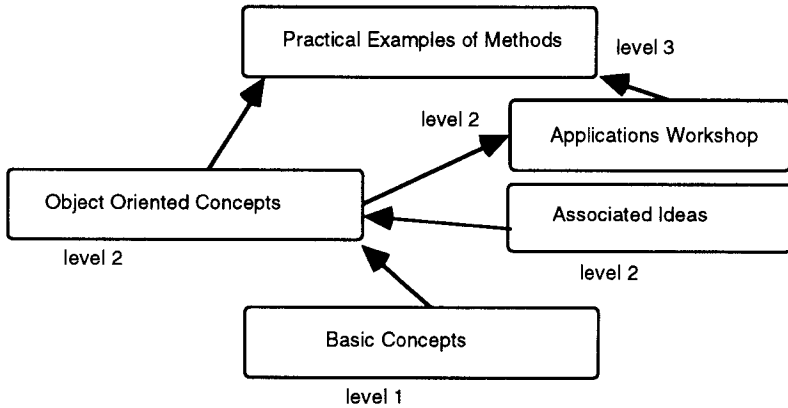 Practical Examples of Methods
level 3
level 2
Applications Workshop
Object Oriented Concepts
Associated Ideas
level 2
level 2
Basic Concepts
level 1